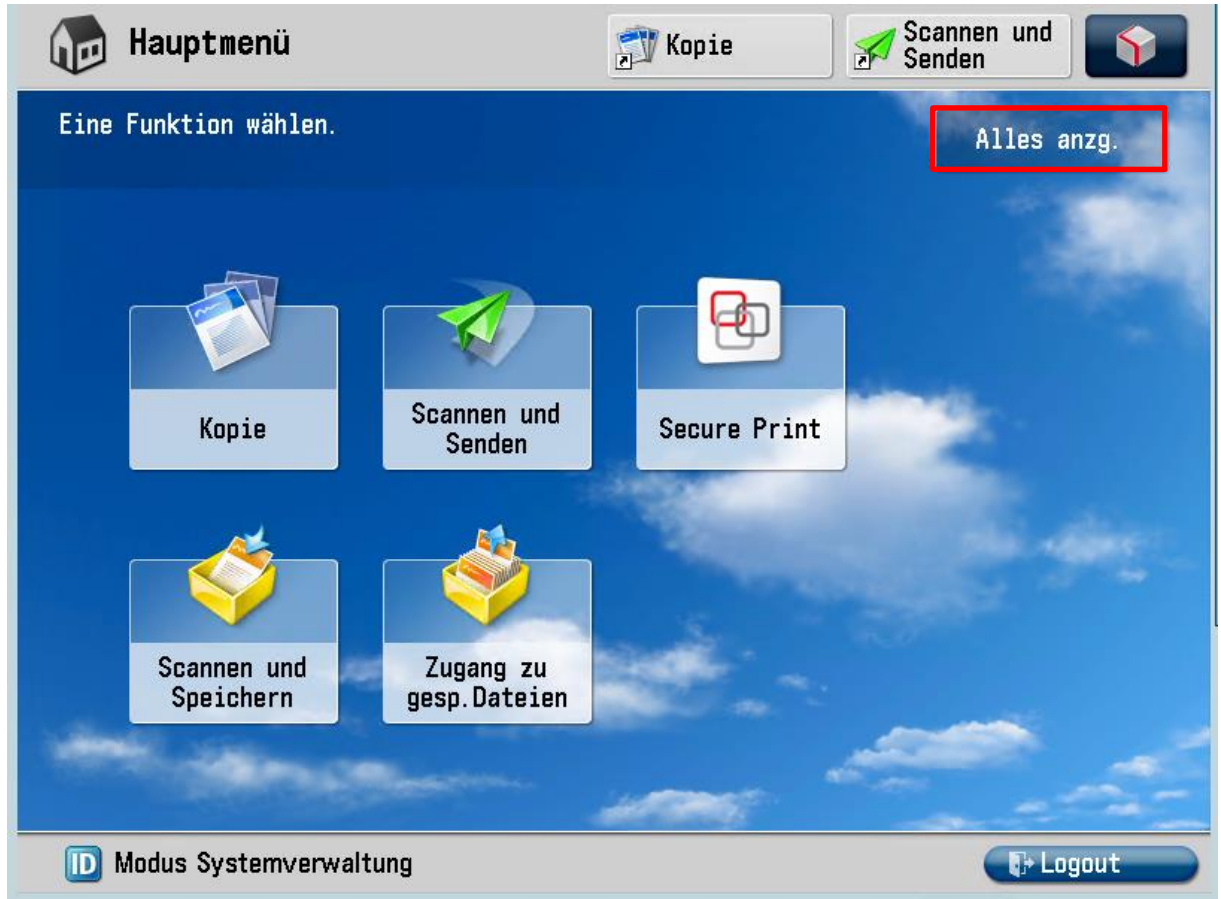 Hauptmenü
Kopie
Scannen und
Senden
Eine Funktion wählen.
Alles anzg.
Kopie
Scannen und
Senden
Secure Print
Scannen und
Speichern
Zugang zu
gesp.Dateien
ID Modus Systemverwaltung
Logout